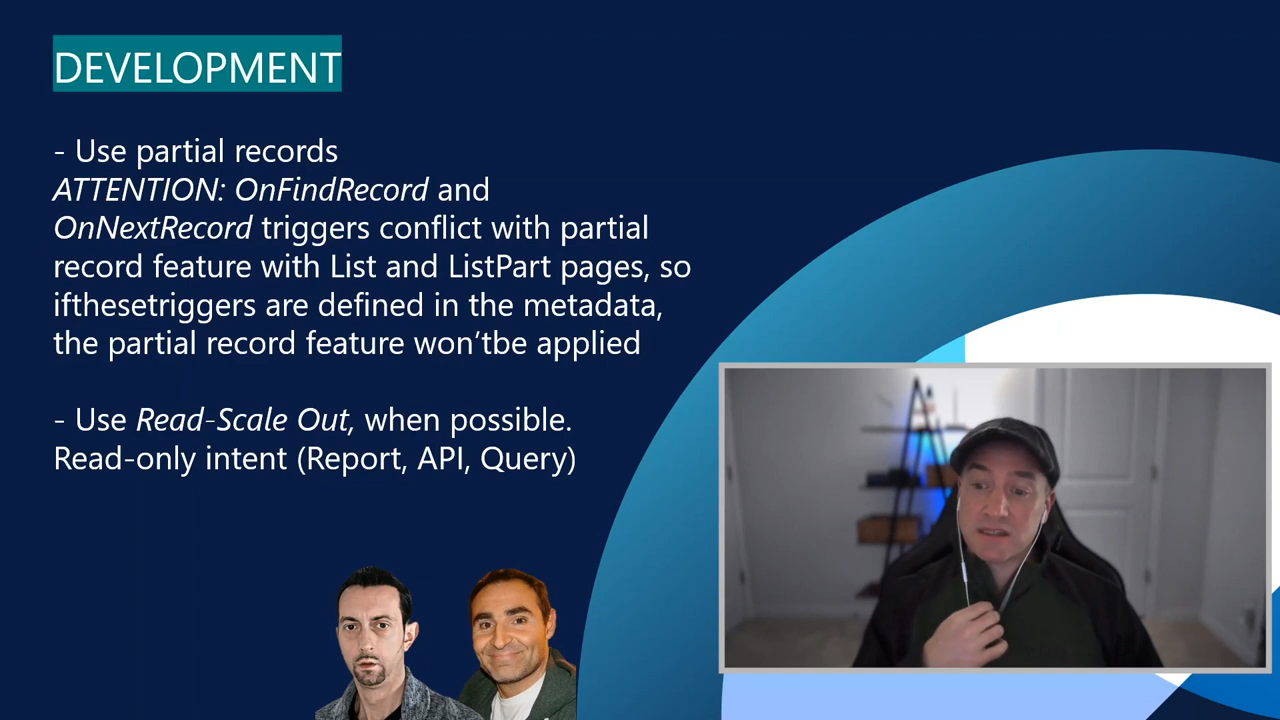 DEVELOPMENT
- Use partial records
ATTENTION: OnFindRecord and
OnNextRecord triggers conflict with partial
record feature with List and ListPart pages, so
ifthesetriggers are defined in the metadata,
the partial record feature won’tbe applied
- Use Read-Scale Out, when possible.
Read-only intent (Report, API, Query)